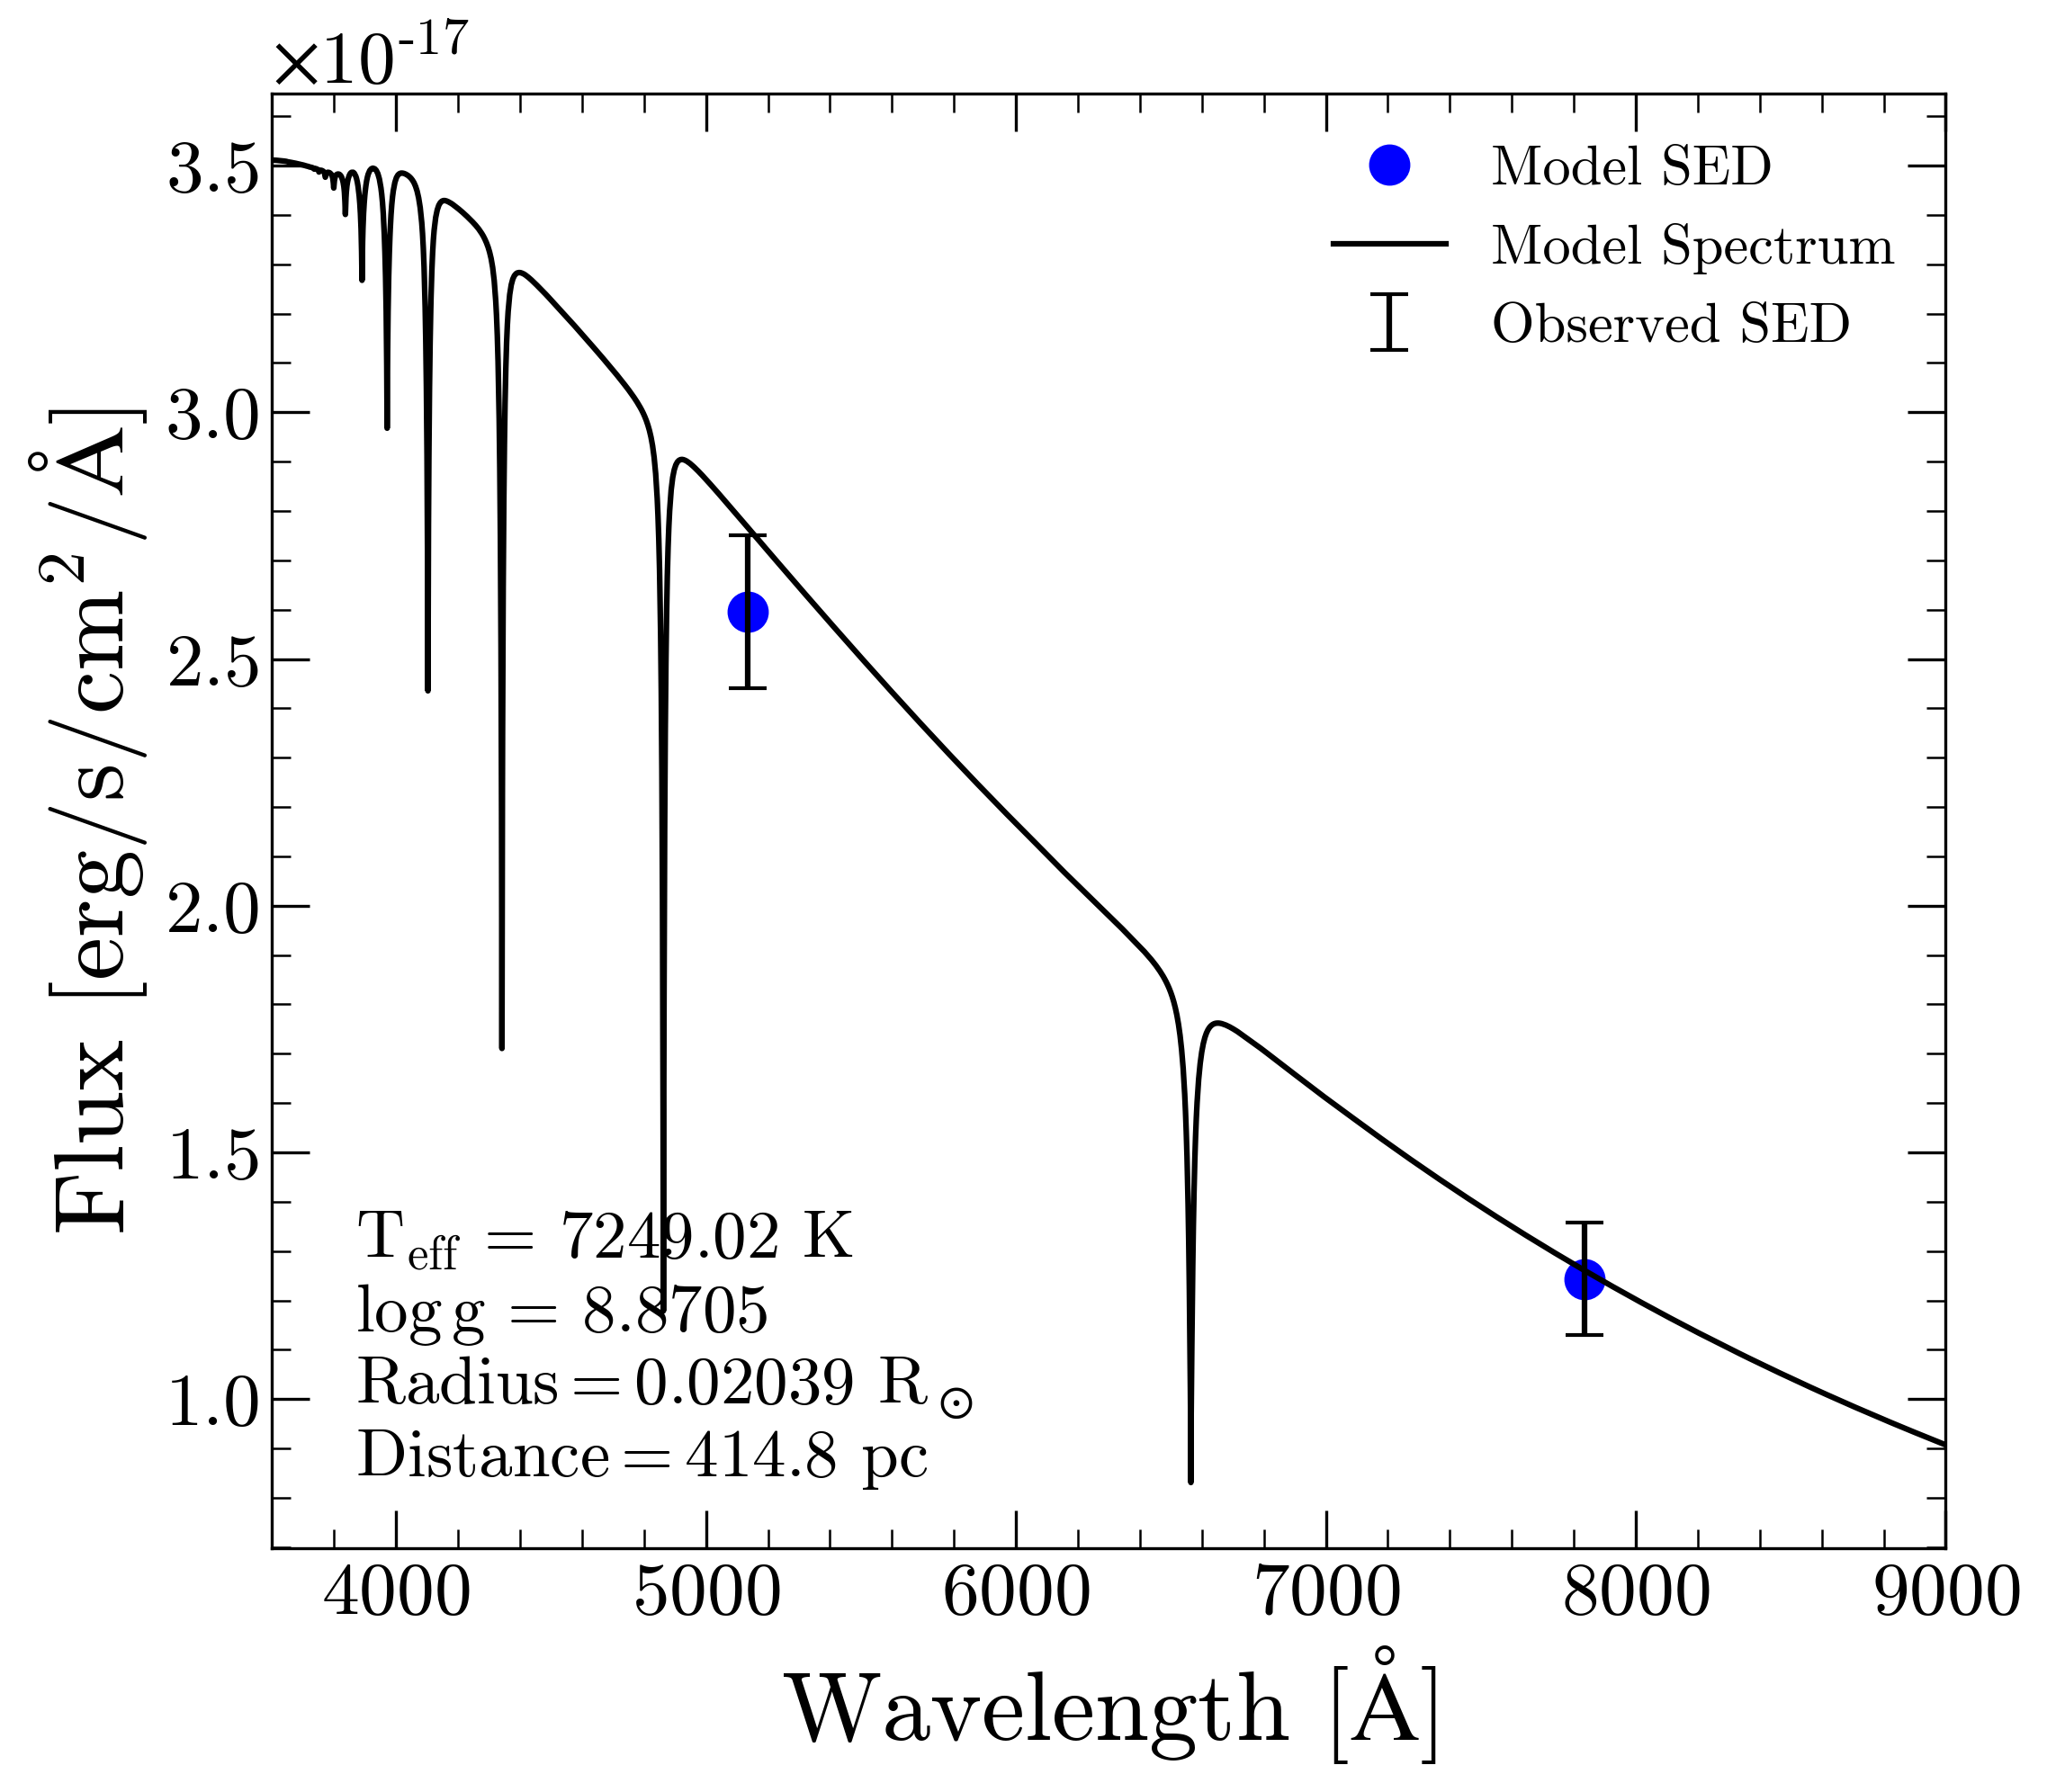 ×10⁻¹⁷
3.5
3.0
2.5
2.0
1.5
1.0
Flux [erg/s/cm²/Å]
Model SED
Model Spectrum
Observed SED
T_eff = 7249.02 K
log g = 8.8705
Radius = 0.02039 R_⊙
Distance = 414.8 pc
4000 5000 6000 7000 8000 9000
Wavelength [Å]